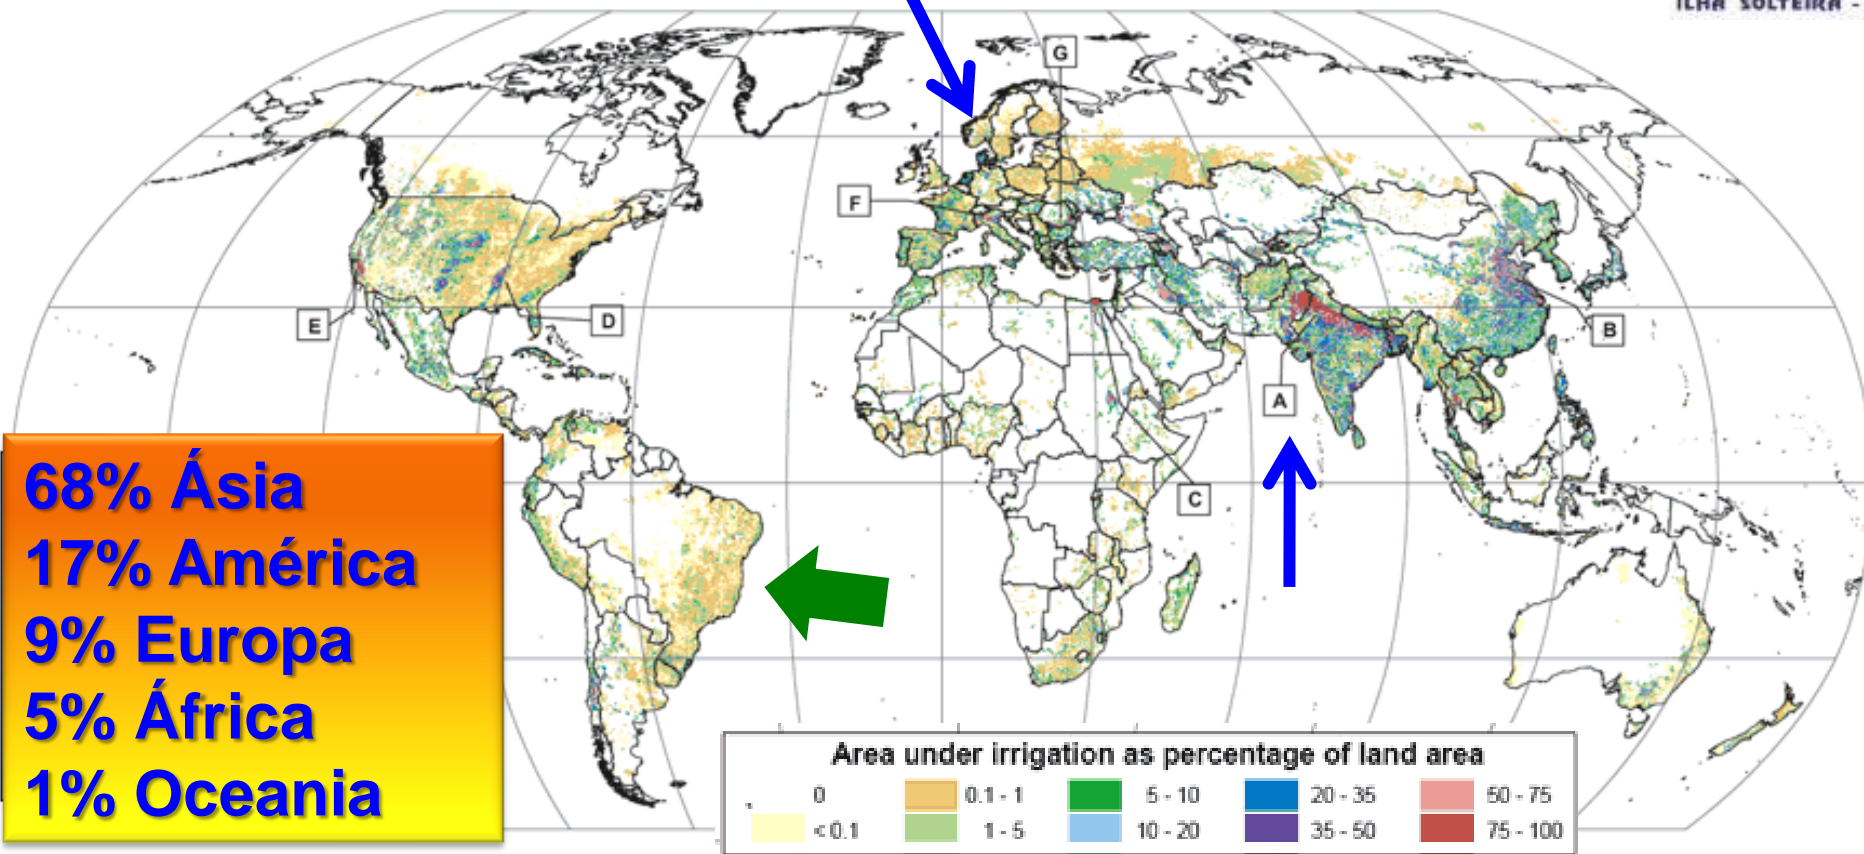 ILHA SOLTEIRA -
G
F
E
D
B
A
C
68% Ásia
17% América
9% Europa
5% África
1% Oceania
Area under irrigation as percentage of land area
0 0.1 - 1 5 - 10 20 - 35 50 - 75
< 0.1 1 - 5 10 - 20 35 - 50 75 - 100